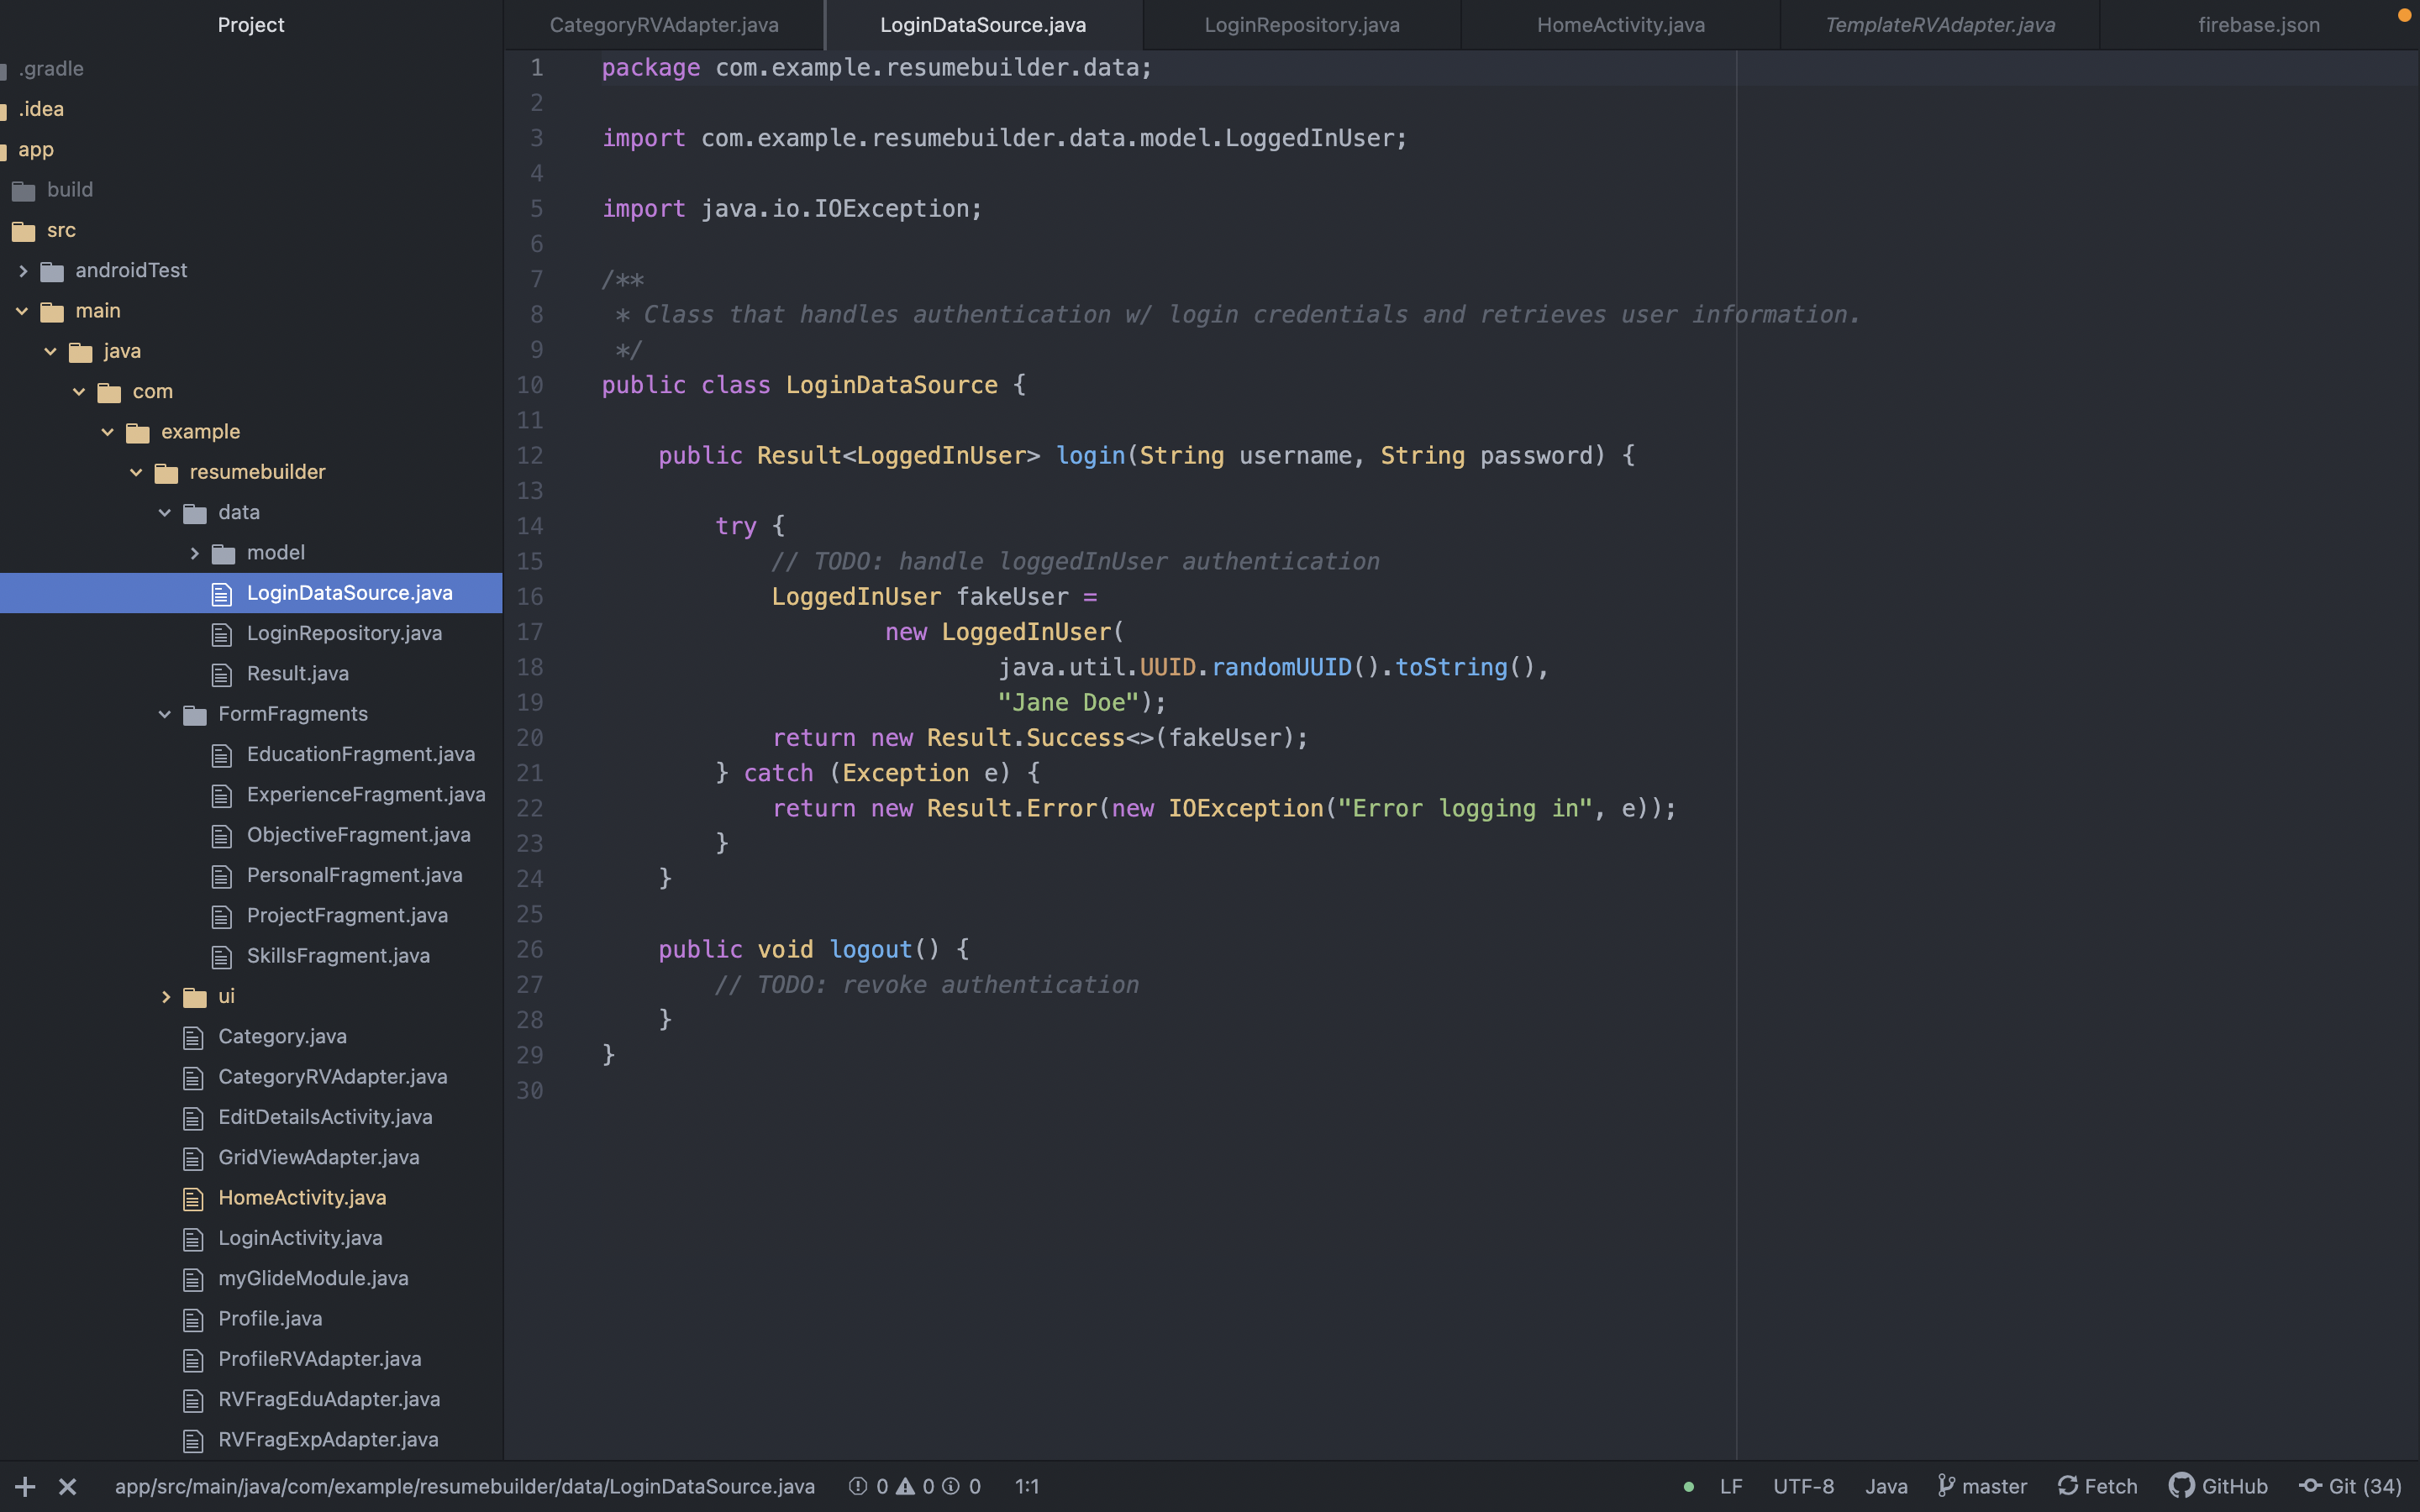 Project
.gradle
.idea
app
build
src
androidTest
main
java
com
example
resumebuilder
data
model
LoginDataSource.java
LoginRepository.java
Result.java
FormFragments
EducationFragment.java
ExperienceFragment.java
ObjectiveFragment.java
PersonalFragment.java
ProjectFragment.java
SkillsFragment.java
ui
Category.java
CategoryRVAdapter.java
EditDetailsActivity.java
GridViewAdapter.java
HomeActivity.java
LoginActivity.java
myGlideModule.java
Profile.java
ProfileRVAdapter.java
RVFragEduAdapter.java
RVFragExpAdapter.java
CategoryRVAdapter.java LoginDataSource.java LoginRepository.java HomeActivity.java TemplateRVAdapter.java firebase.json
1 package com.example.resumebuilder.data;
2
3 import com.example.resumebuilder.data.model.LoggedInUser;
4
5 import java.io.IOException;
6
7 /**
8  * Class that handles authentication w/ login credentials and retrieves user information.
9  */
10 public class LoginDataSource {
11
12     public Result<LoggedInUser> login(String username, String password) {
13
14         try {
15             // TODO: handle loggedInUser authentication
16             LoggedInUser fakeUser =
17                     new LoggedInUser(
18                             java.util.UUID.randomUUID().toString(),
19                             "Jane Doe");
20             return new Result.Success<>(fakeUser);
21         } catch (Exception e) {
22             return new Result.Error(new IOException("Error logging in", e));
23         }
24     }
25
26     public void logout() {
27         // TODO: revoke authentication
28     }
29 }
30
app/src/main/java/com/example/resumebuilder/data/LoginDataSource.java 0 0 0 1:1 LF UTF-8 Java master Fetch GitHub Git (34)